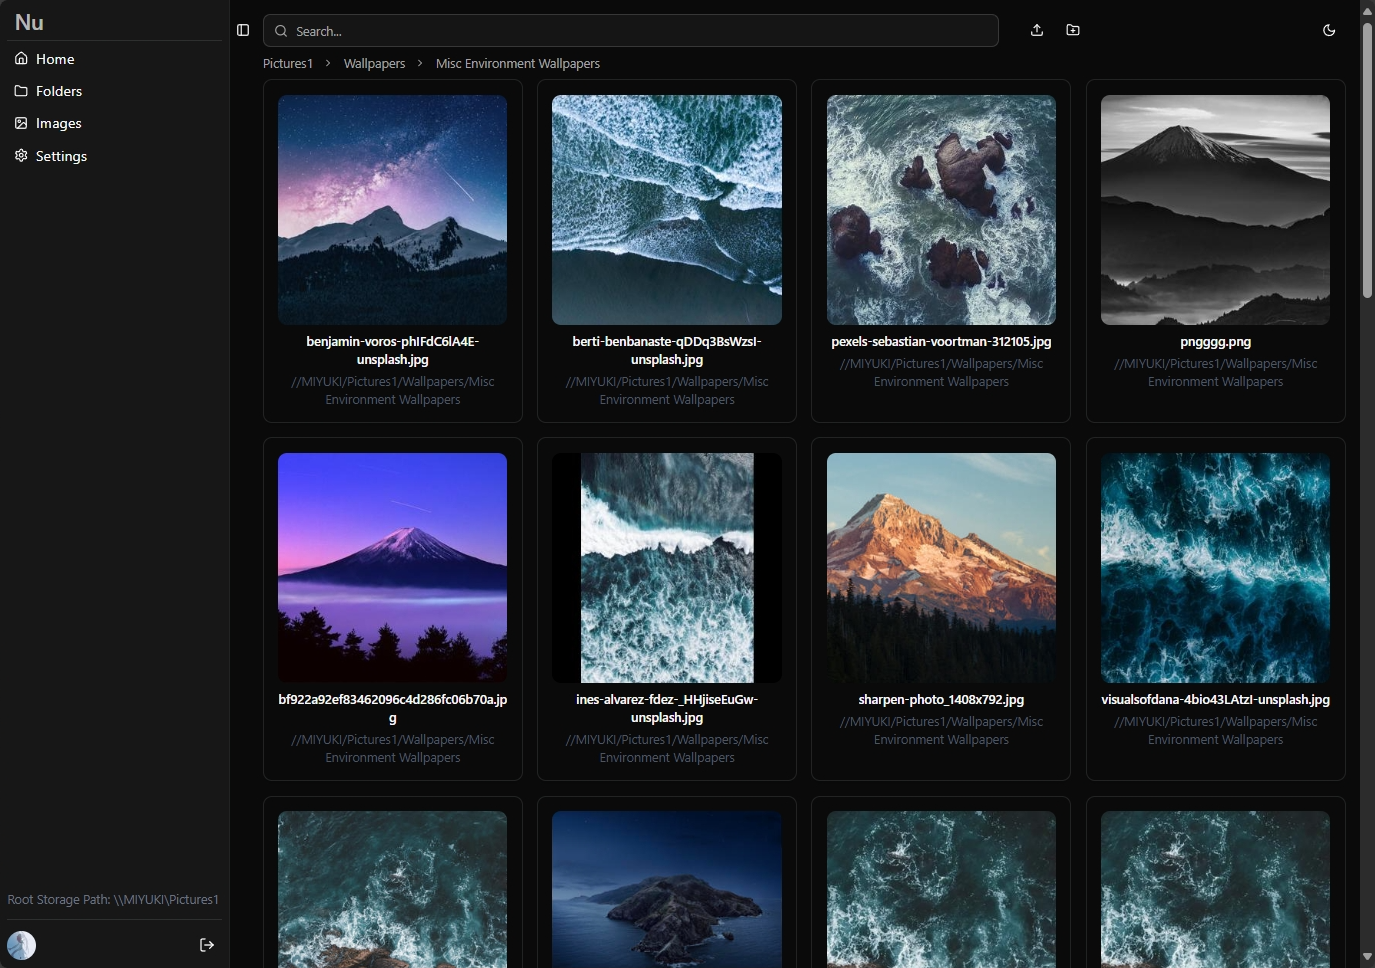 Nu
Home
Folders
Images
Settings
Root Storage Path: \\MIYUKI\Pictures1
Search...
Pictures1 > Wallpapers > Misc Environment Wallpapers
benjamin-voros-phIFdC6lA4E-
unsplash.jpg
//MIYUKI/Pictures1/Wallpapers/Misc
Environment Wallpapers
berti-benbanaste-qDDq3BsWzsI-
unsplash.jpg
//MIYUKI/Pictures1/Wallpapers/Misc
Environment Wallpapers
pexels-sebastian-voortman-312105.jpg
//MIYUKI/Pictures1/Wallpapers/Misc
Environment Wallpapers
pngggg.png
//MIYUKI/Pictures1/Wallpapers/Misc
Environment Wallpapers
bf922a92ef83462096c4d286fc06b70a.jp
g
//MIYUKI/Pictures1/Wallpapers/Misc
Environment Wallpapers
ines-alvarez-fdez-_HHjiseEuGw-
unsplash.jpg
//MIYUKI/Pictures1/Wallpapers/Misc
Environment Wallpapers
sharpen-photo_1408x792.jpg
//MIYUKI/Pictures1/Wallpapers/Misc
Environment Wallpapers
visualsofdana-4bio43LAtzI-unsplash.jpg
//MIYUKI/Pictures1/Wallpapers/Misc
Environment Wallpapers